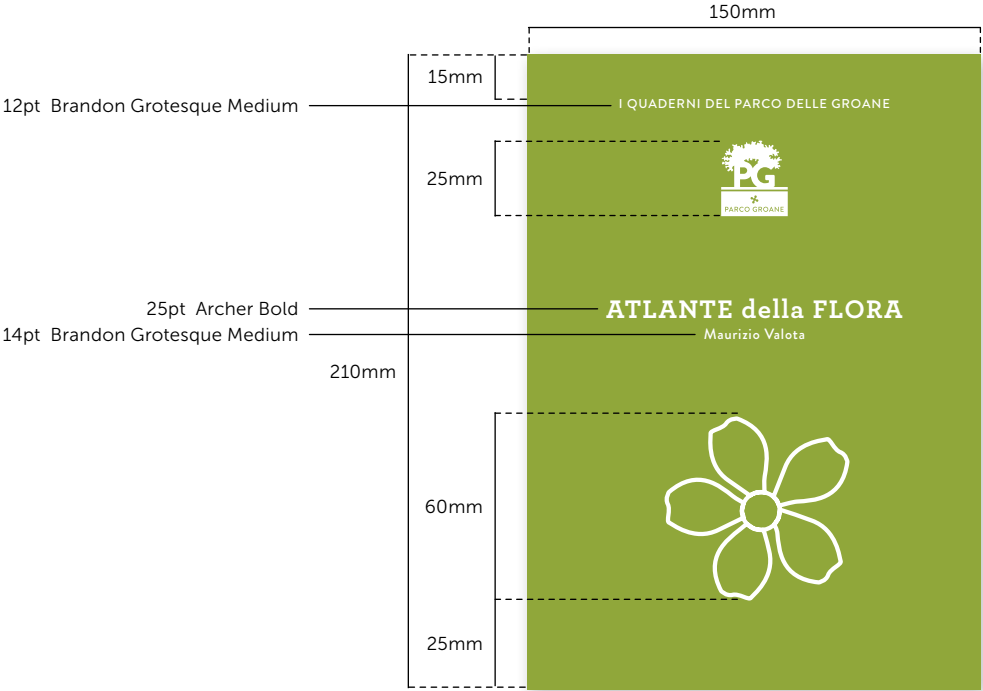 150mm
15mm
12pt Brandon Grotesque Medium
I QUADERNI DEL PARCO DELLE GROANE
25mm
PG
PARCO GROANE
25pt Archer Bold
ATLANTE della FLORA
14pt Brandon Grotesque Medium
Maurizio Valota
210mm
60mm
25mm